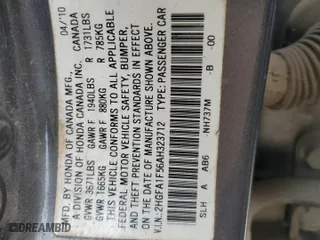 MFD. BY HONDA OF CANADA MFG., 04/10
A DIVISION OF HONDA CANADA INC. CANADA
GVWR 3671LBS GAWR F 1940LBS R 1731LBS
GVWR 1665KG GAWR F 880KG R 785KG
THIS VEHICLE CONFORMS TO ALL APPLICABLE
FEDERAL MOTOR VEHICLE SAFETY, BUMPER,
AND THEFT PREVENTION STANDARDS IN EFFECT ON
THE DATE OF MANUFACTURE SHOWN ABOVE.
V.I.N.: 2HGFA1F56AH323712 TYPE: PASSENGER CAR
NH737M -B -00
SLH A AB6
DREAMBID